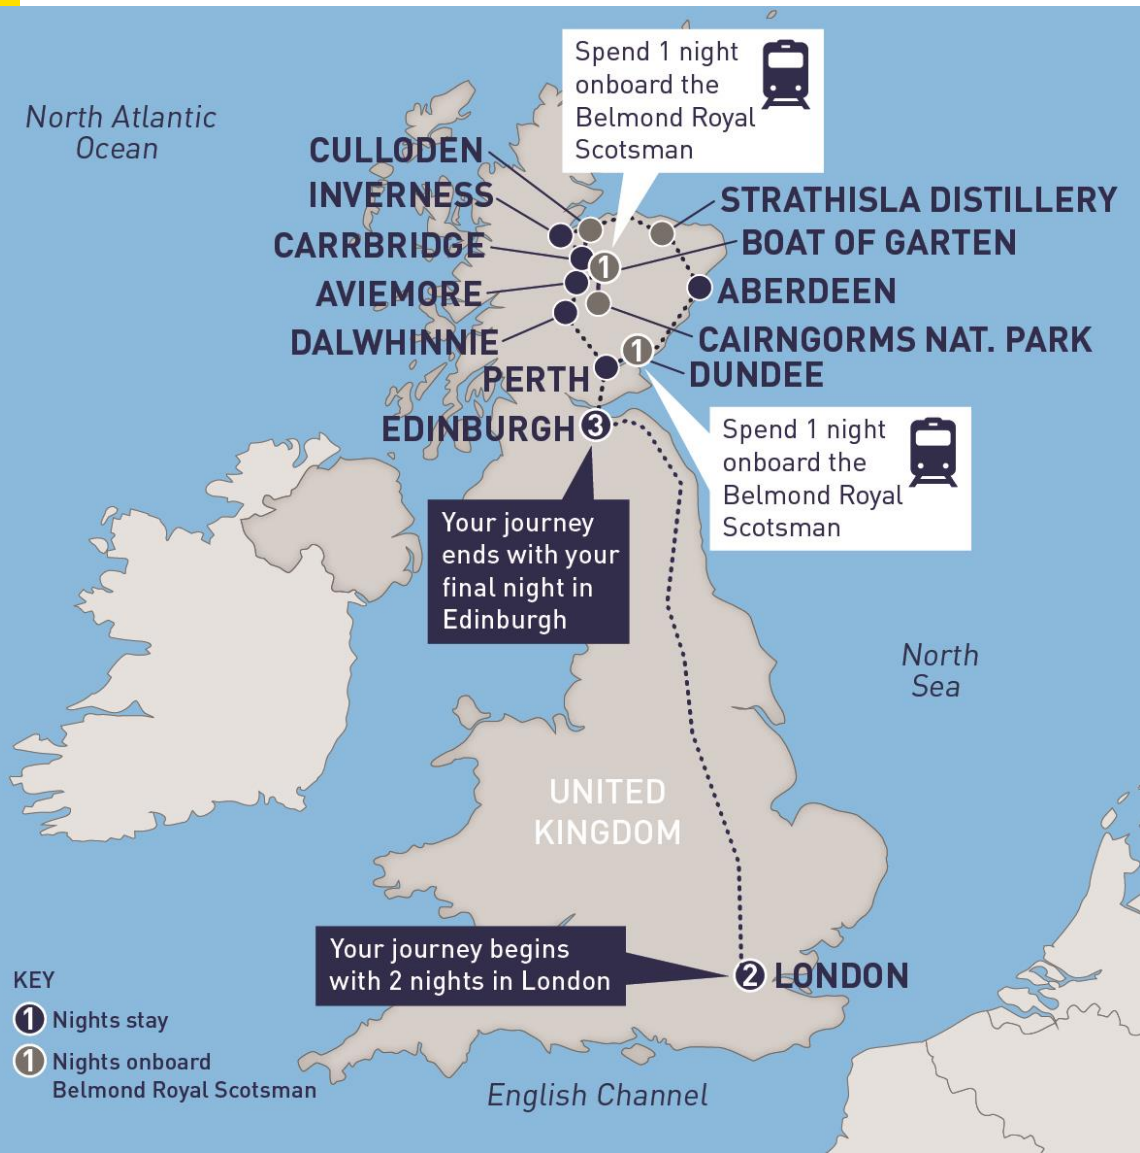 Spend 1 night
onboard the
Belmond Royal
Scotsman
North Atlantic
Ocean
CULLODEN
INVERNESS
CARRBRIDGE
AVIEMORE
DALWHINNIE
PERTH
EDINBURGH
3
STRATHISLA DISTILLERY
BOAT OF GARTEN
1
ABERDEEN
CAIRNGORMS NAT. PARK
1
DUNDEE
Spend 1 night
onboard the
Belmond Royal
Scotsman
Your journey
ends with your
final night in
Edinburgh
North
Sea
UNITED
KINGDOM
Your journey begins
with 2 nights in London
2 LONDON
KEY
1 Nights stay
1 Nights onboard
Belmond Royal Scotsman
English Channel